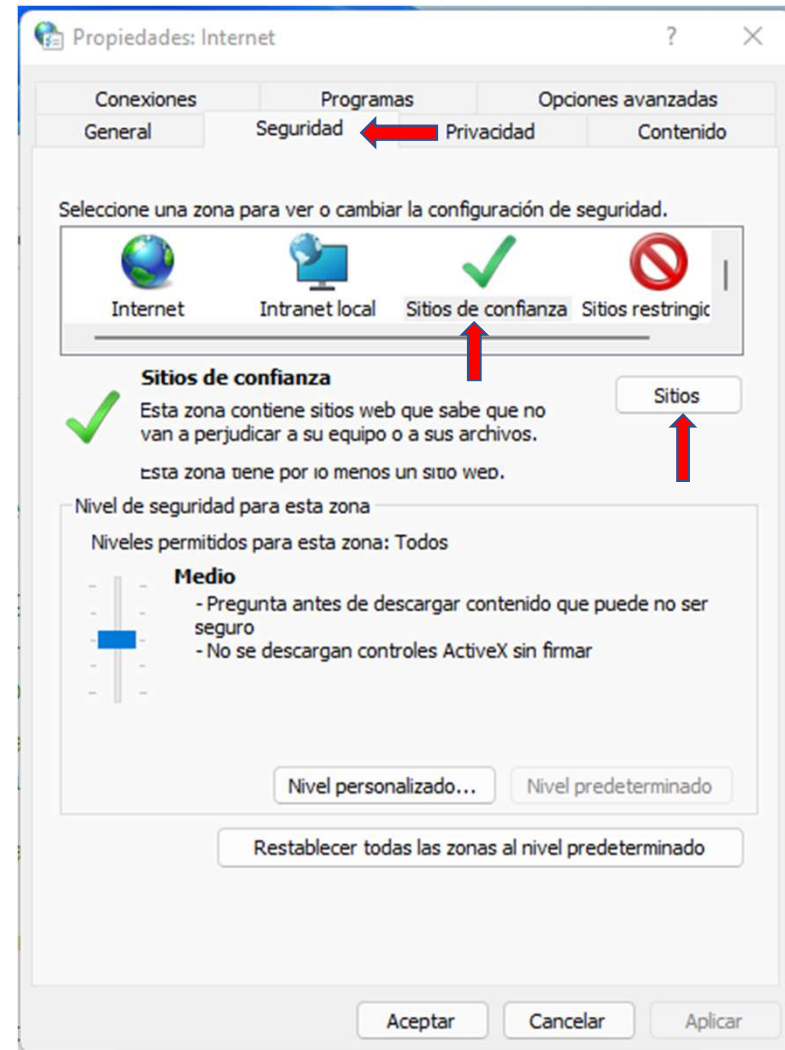 Propiedades: Internet
?
Conexiones Programas Opciones avanzadas
General Seguridad Privacidad Contenido
Seleccione una zona para ver o cambiar la configuración de seguridad.
Internet Intranet local Sitios de confianza Sitios restringic
Sitios de confianza
Sitios
Esta zona contiene sitios web que sabe que no
van a perjudicar a su equipo o a sus archivos.
Esta zona tiene por lo menos un sitio web.
Nivel de seguridad para esta zona
Niveles permitidos para esta zona: Todos
Medio
- Pregunta antes de descargar contenido que puede no ser
seguro
- No se descargan controles ActiveX sin firmar
Nivel personalizado... Nivel predeterminado
Restablecer todas las zonas al nivel predeterminado
Aceptar Cancelar Aplicar